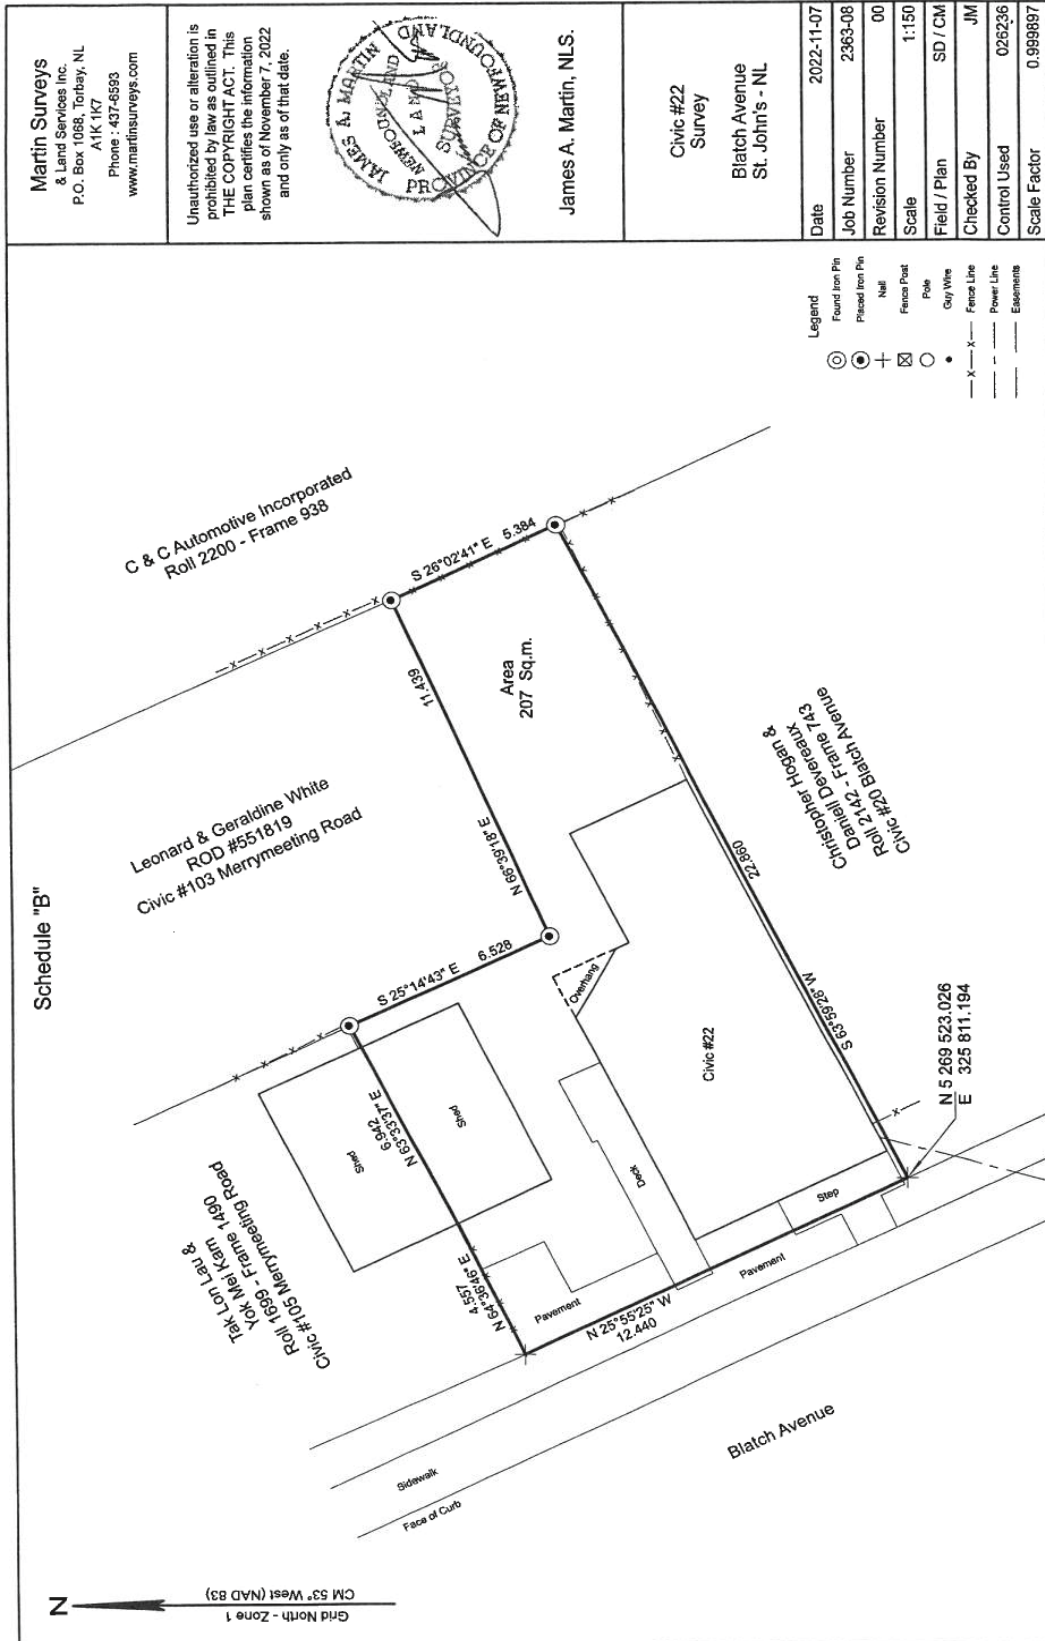 Schedule "B"
N
Grid North - Zone 1
CM 53° West (NAD 83)
Tak Lon Lau &
Yok Mei Kam
Roll 1699 - Frame 1490
Civic #105 Merrymeeting Road
Leonard & Geraldine White
ROD #551819
Civic #103 Merrymeeting Road
C & C Automotive Incorporated
Roll 2200 - Frame 938
Christopher Hogan &
Daniell Devereaux
Roll 2142 - Frame 743
Civic #20 Blatch Avenue
N 64°36'46" E
4.557
N 63°33'37" E
6.942
S 25°14'43" E 6.528
N 66°39'18" E 11.439
S 26°02'41" E 5.384
S 63°59'28" W 22.860
N 25°55'25" W
12.440
Area
207 Sq.m.
Shed
Shed
Deck
Overhang
Civic #22
Step
Pavement
Pavement
Sidewalk
Face of Curb
Blatch Avenue
N 5 269 523.026
E 325 811.194
Legend
Found Iron Pin
Placed Iron Pin
Nail
Fence Post
Pole
Guy Wire
x x Fence Line
Power Line
Easements
Martin Surveys
& Land Services Inc.
P.O. Box 1068, Torbay, NL
A1K 1K7
Phone : 437-6593
www.martinsurveys.com
Unauthorized use or alteration is
prohibited by law as outlined in
THE COPYRIGHT ACT. This
plan certifies the information
shown as of November 7, 2022
and only as of that date.
JAMES A. MARTIN
NEWFOUNDLAND
LAND
SURVEYOR
PROVINCE OF NEWFOUNDLAND
James A. Martin, NLS.
Civic #22
Survey
Blatch Avenue
St. John's - NL
Date 2022-11-07
Job Number 2363-08
Revision Number 00
Scale 1:150
Field / Plan SD / CM
Checked By JM
Control Used 026236
Scale Factor 0.999897